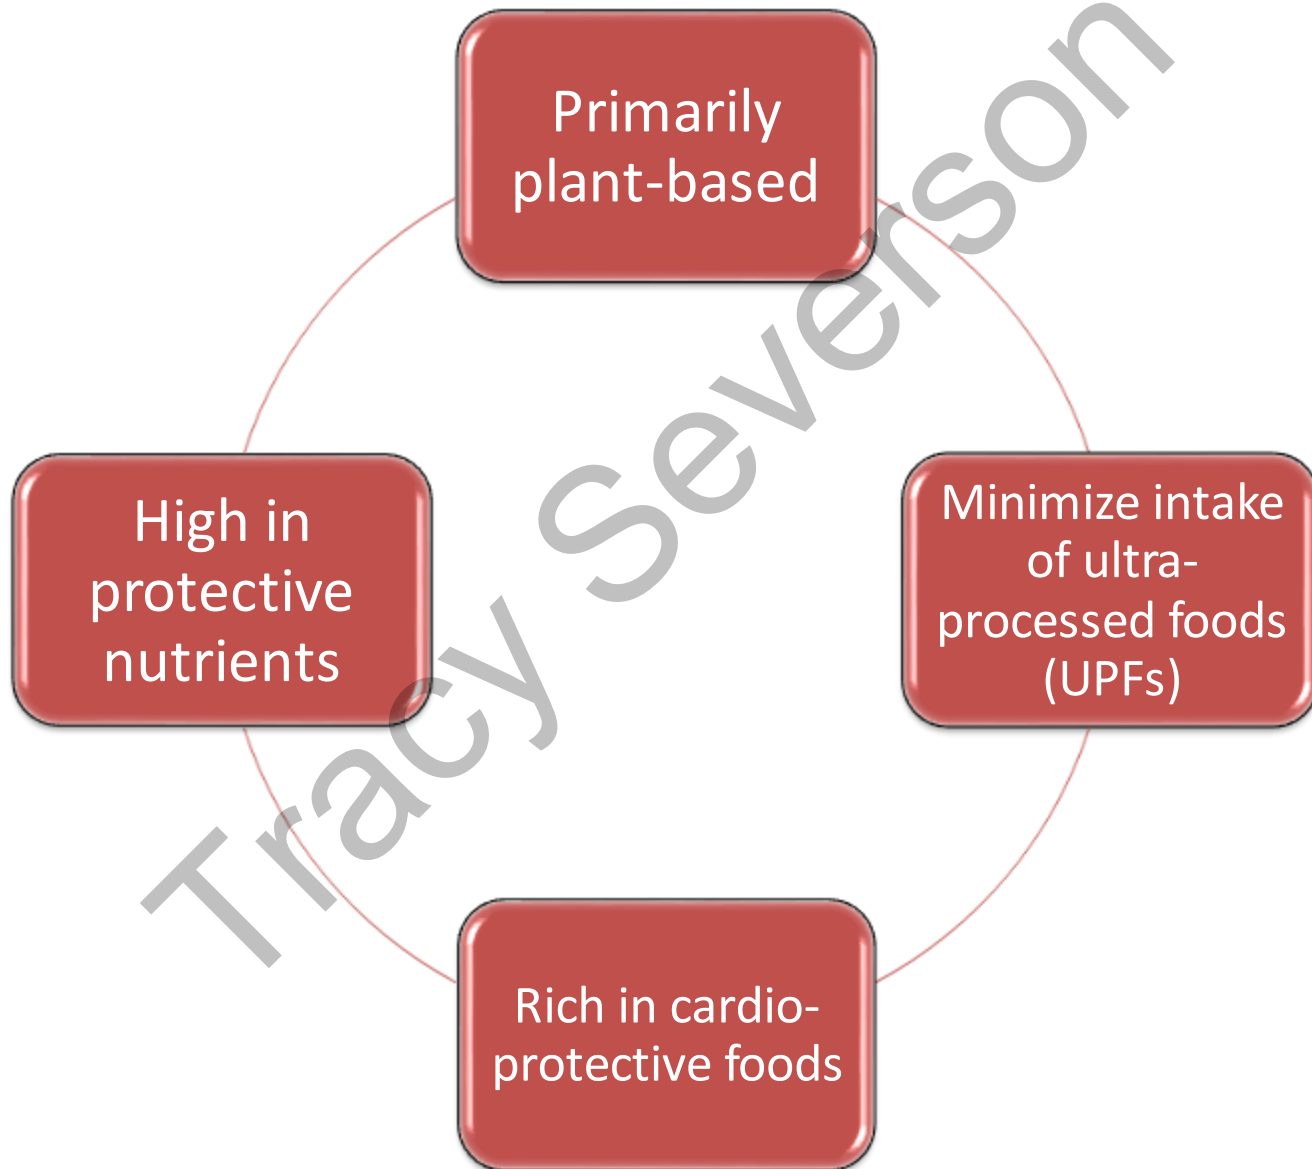 Primarily
plant-based
High in
protective
nutrients
Minimize intake
of ultra-
processed foods
(UPFs)
Rich in cardio-
protective foods
Tracy Severson